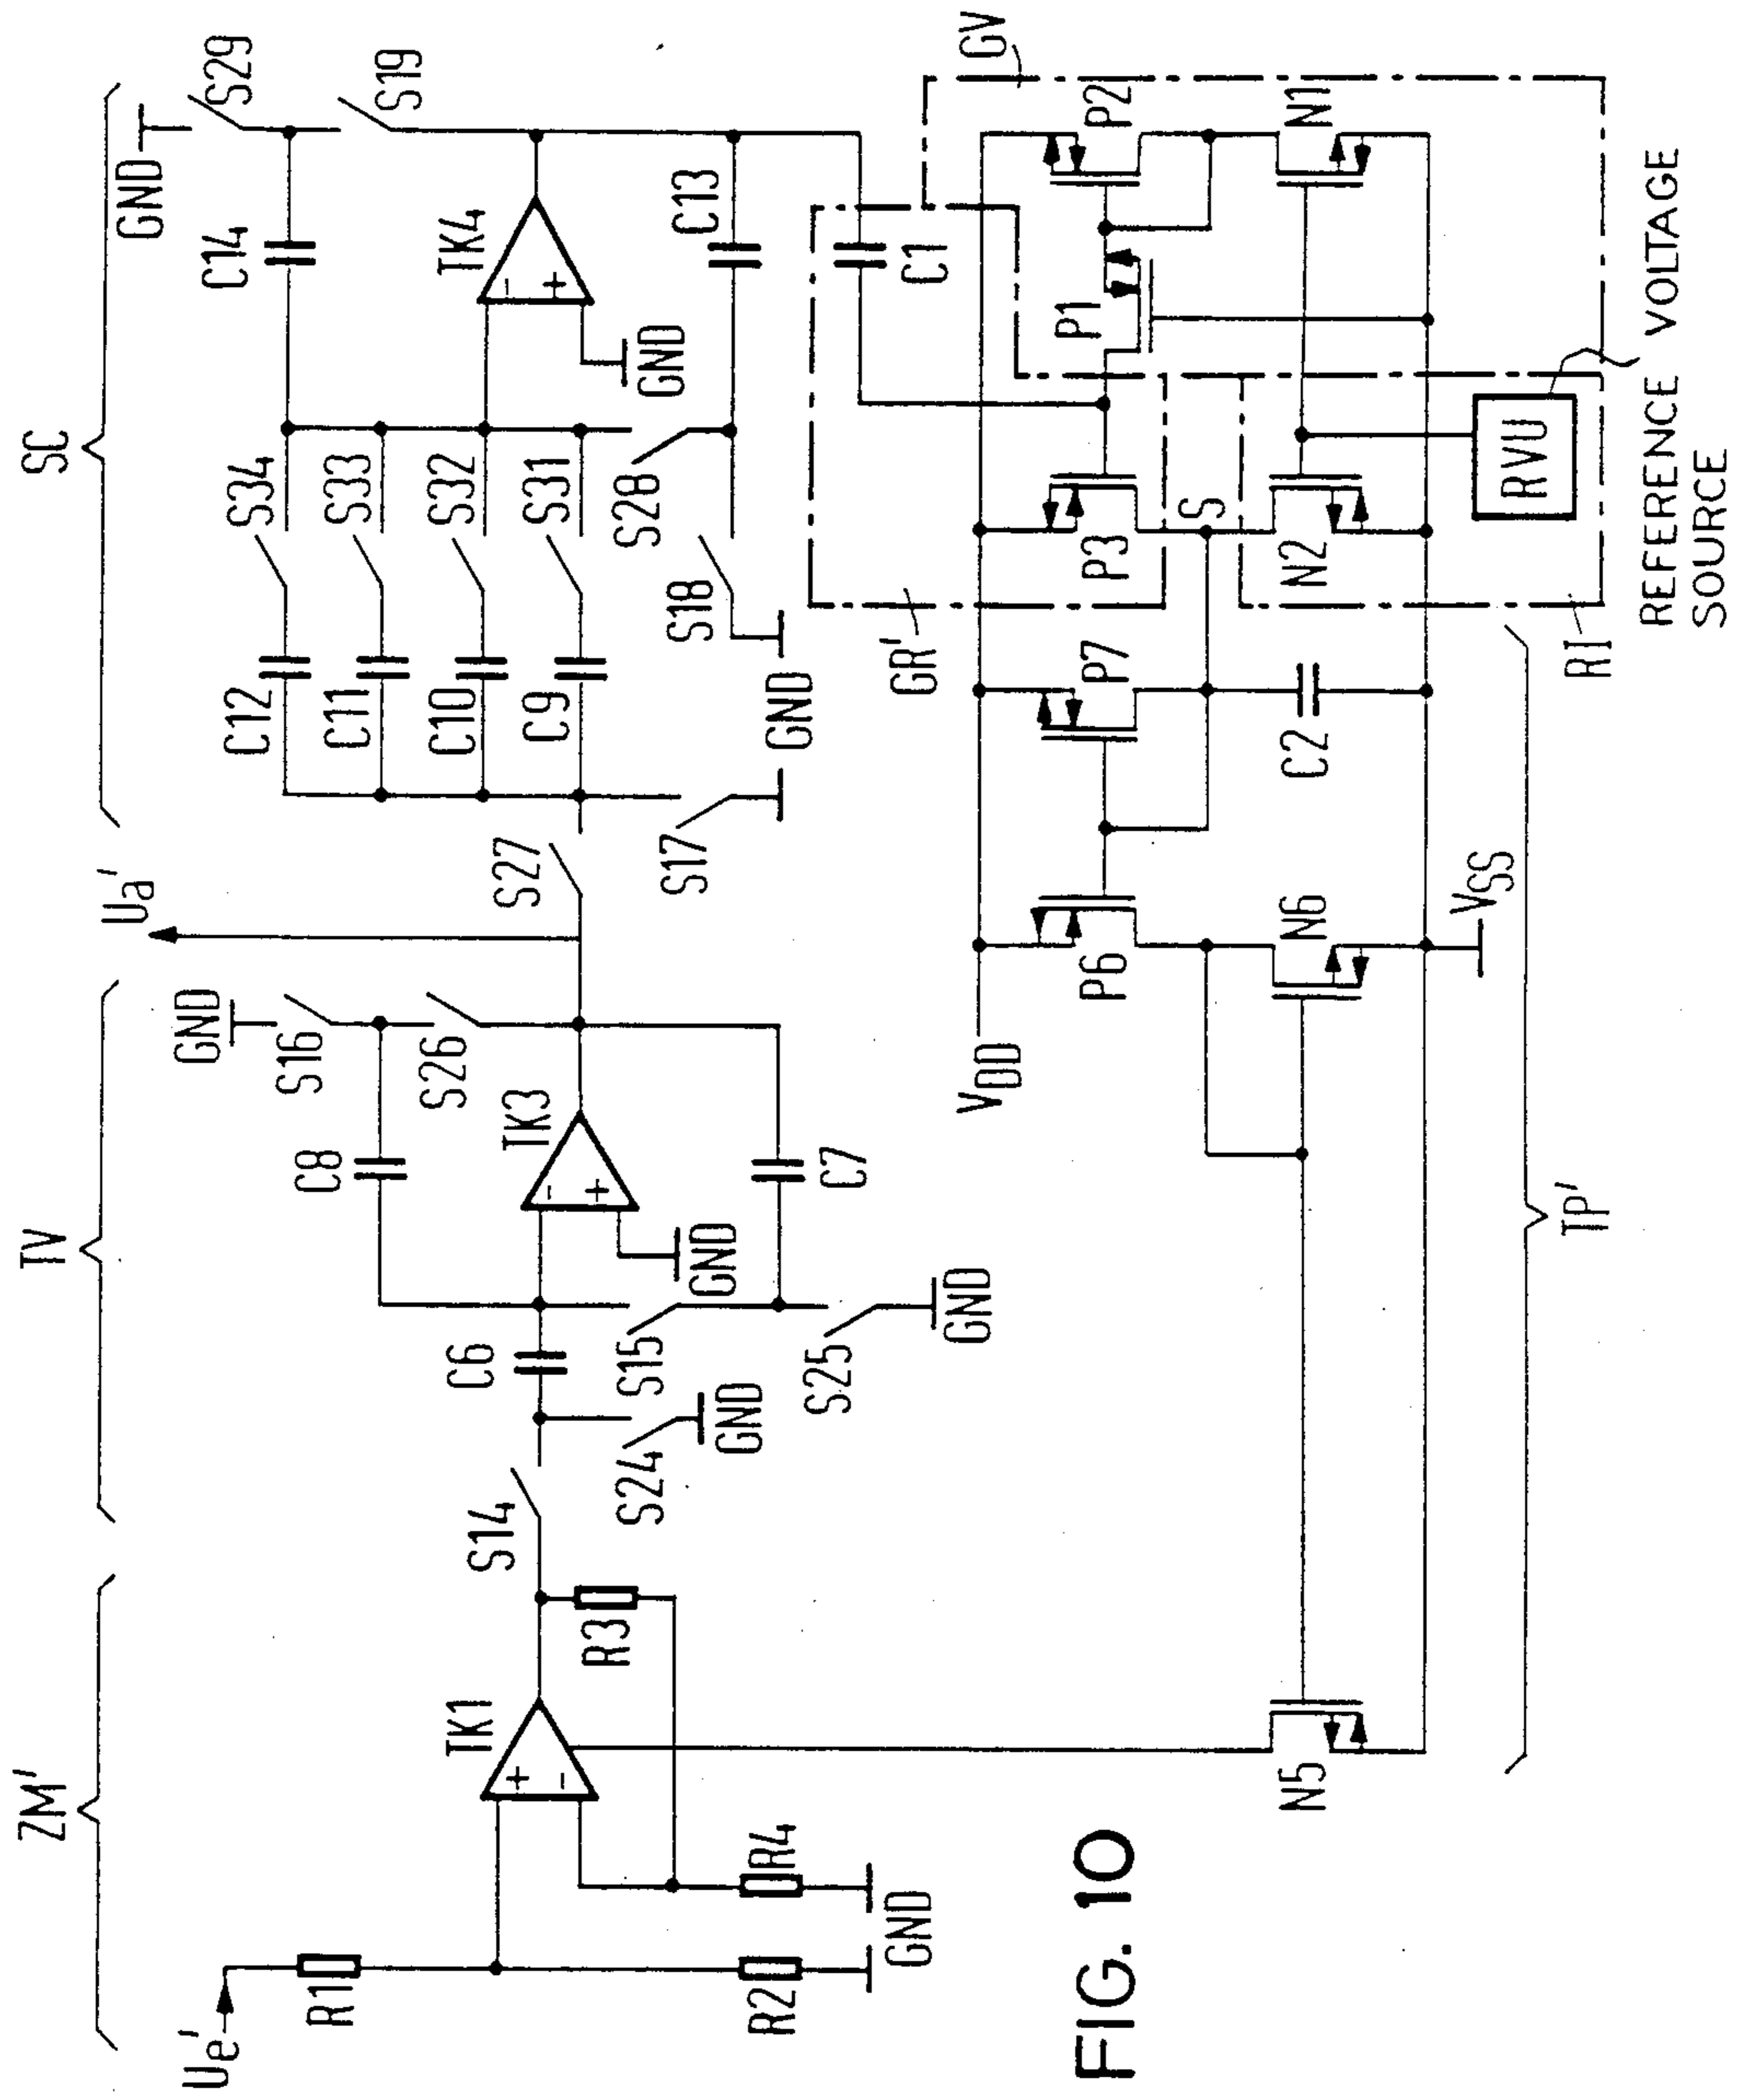 ZM'
TV
SC
Ue'
R1
R2
GND
TK1
+
-
R4
R3
S14
S24
GND
C6
S15
S25
GND
C8
TK3
-
+
GND
C7
GND
S16
S26
Ua'
S27
S17
GND
C12
C11
C10
C9
S34
S33
S32
S31
S28
S18
C14
TK4
-
+
GND
C13
GND
S29
S19
C1
GV
GR'
P1
P2
P3
N1
N2
S
RVU
REFERENCE VOLTAGE
SOURCE
RI
P7
C2
P6
N6
VDD
VSS
N5
TP'
FIG. 10